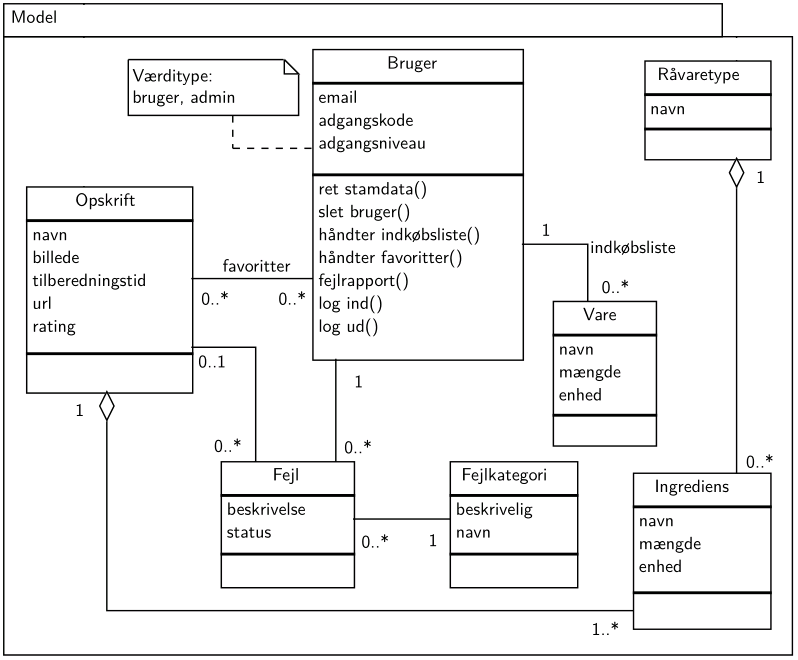 Model
Værditype:
bruger, admin
Bruger
email
adgangskode
adgangsniveau
ret stamdata()
slet bruger()
håndter indkøbsliste()
håndter favoritter()
fejlrapport()
log ind()
log ud()
Råvaretype
navn
1
Opskrift
navn
billede
tilberedningstid
url
rating
favoritter
0..*
0..*
1
indkøbsliste
0..*
Vare
navn
mængde
enhed
0..1
1
1
0..*
0..*
Fejl
beskrivelse
status
0..*
1
Fejlkategori
beskrivelig
navn
0..*
Ingrediens
navn
mængde
enhed
1..*